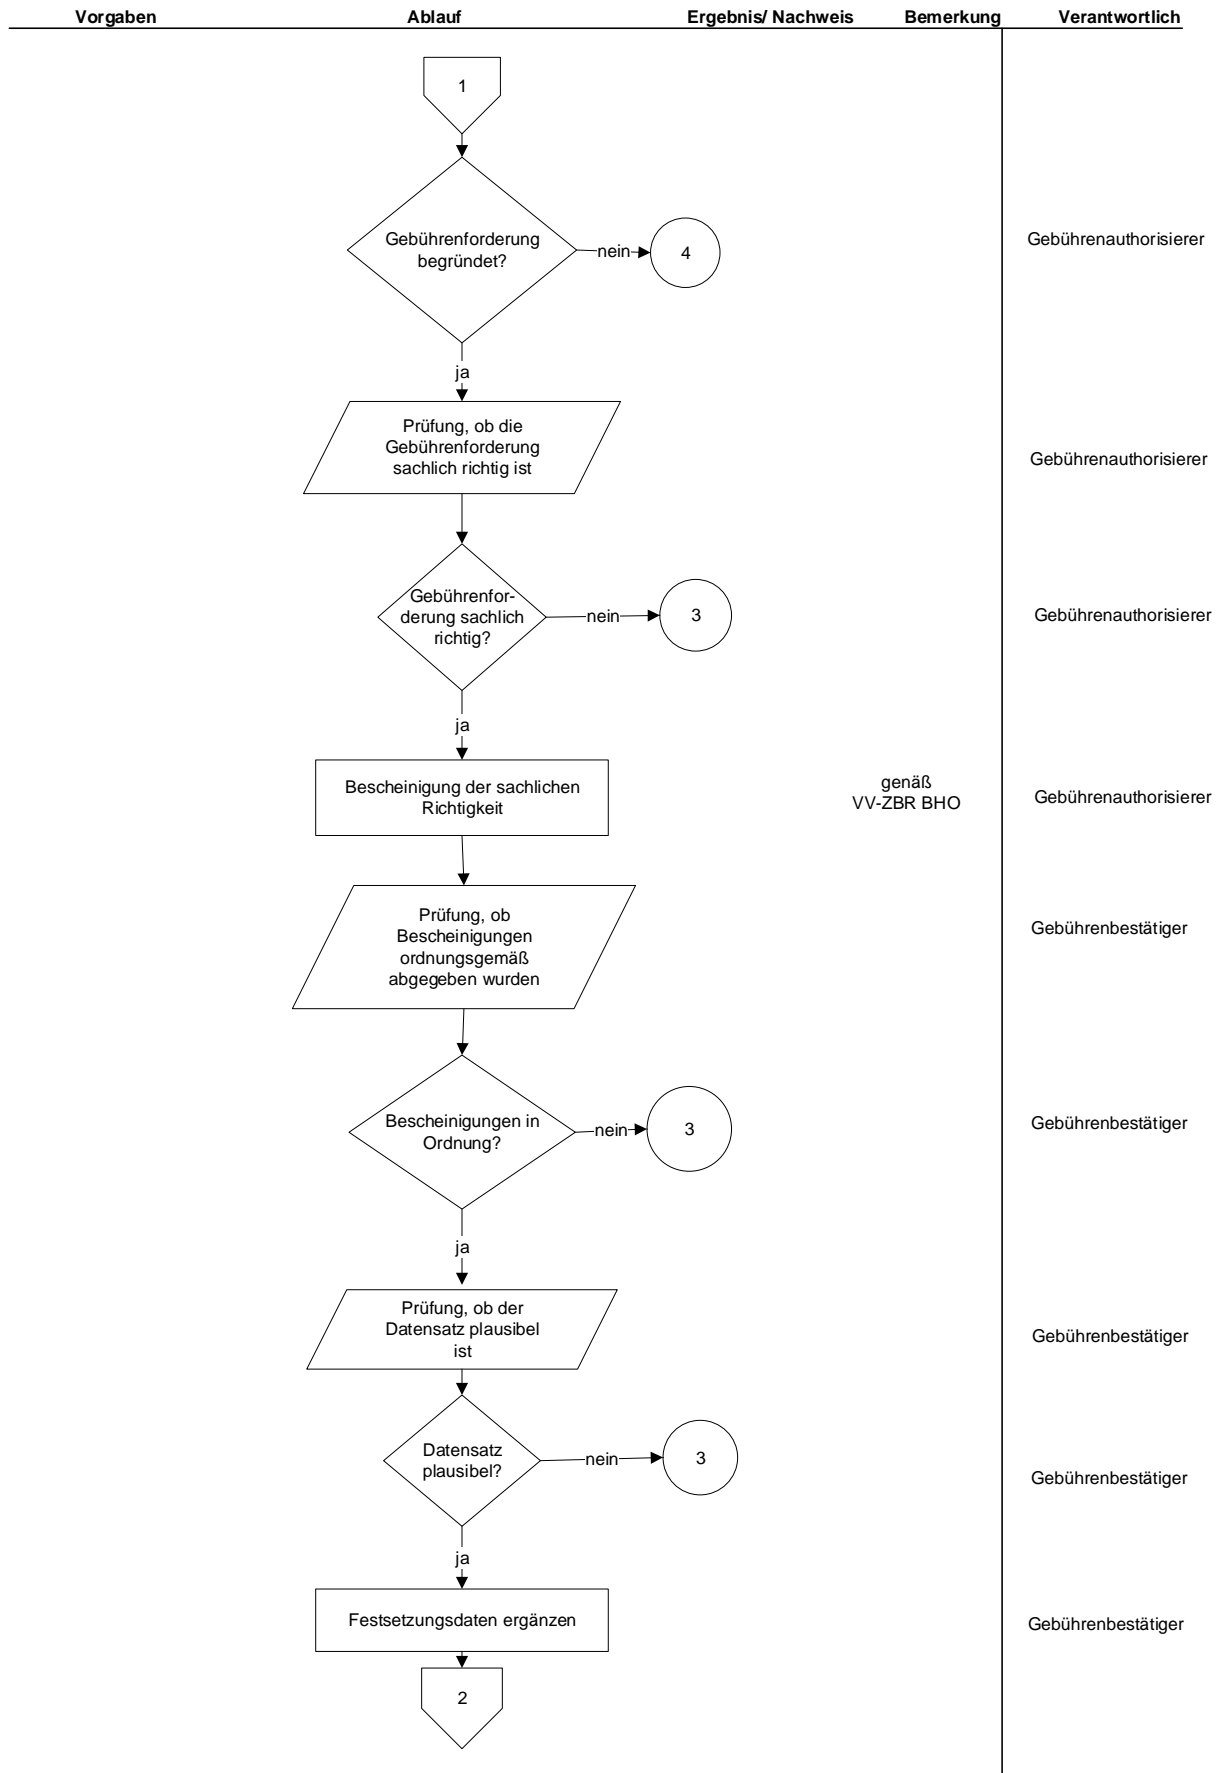 Vorgaben Ablauf Ergebnis/ Nachweis Bemerkung Verantwortlich
1
Gebührenforderung
begründet?
nein
4
Gebührenauthorisierer
ja
Prüfung, ob die
Gebührenforderung
sachlich richtig ist
Gebührenauthorisierer
Gebührenfor-
derung sachlich
richtig?
nein
3
Gebührenauthorisierer
ja
Bescheinigung der sachlichen
Richtigkeit
genäß
VV-ZBR BHO
Gebührenauthorisierer
Prüfung, ob
Bescheinigungen
ordnungsgemäß
abgegeben wurden
Gebührenbestätiger
Bescheinigungen in
Ordnung?
nein
3
Gebührenbestätiger
ja
Prüfung, ob der
Datensatz plausibel
ist
Gebührenbestätiger
Datensatz
plausibel?
nein
3
Gebührenbestätiger
ja
Festsetzungsdaten ergänzen
Gebührenbestätiger
2